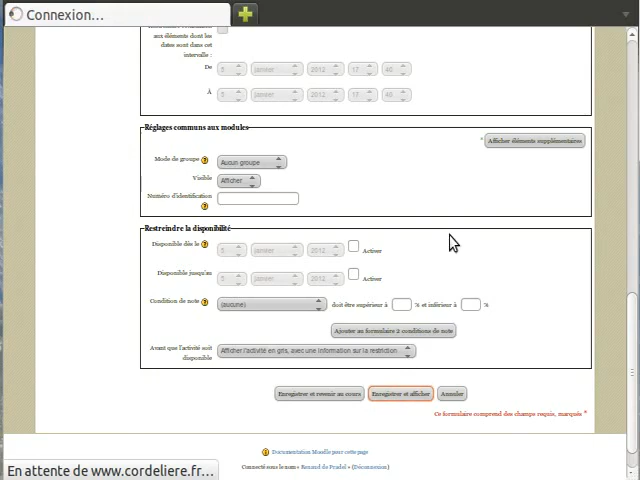 Connexion...
aux éléments dont les
dates sont dans cet
intervalle :
De 5 janvier 2012 17 40
À 5 janvier 2012 17 40
Réglages communs aux modules
* Afficher éléments supplémentaires
Mode de groupe Aucun groupe
Visible Afficher
Numéro d'identification
Restreindre la disponibilité
Disponible dès le 5 janvier 2012 Activer
Disponible jusqu'au 5 janvier 2012 Activer
Condition de note (aucune) doit être supérieur à % et inférieur à %
Ajouter au formulaire 2 conditions de note
Avant que l'activité soit
disponible
Afficher l'activité en gris, avec une information sur la restriction
Enregistrer et revenir au cours Enregistrer et afficher Annuler
Ce formulaire comprend des champs requis, marqués *
Documentation Moodle pour cette page
Connecté sous le nom « Renaud de Pradel » (Déconnexion)
En attente de www.cordeliere.fr...